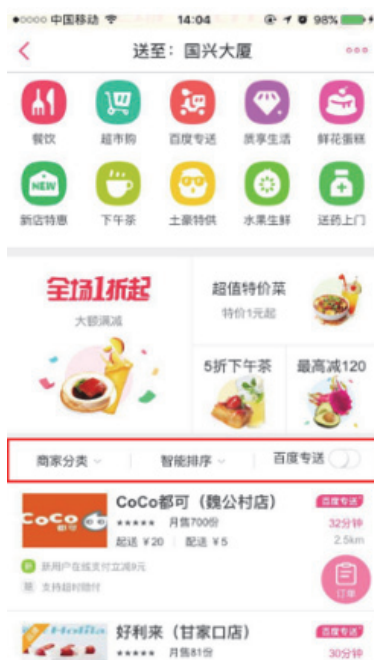 中国移动 14:04 98%
送至：国兴大厦
餐饮 超市购 百度专送 质享生活 鲜花蛋糕
NEW
新店特惠 下午茶 土豪特供 水果生鲜 送药上门
全场1折起
大额满减
超值特价菜
特价1元起
5折下午茶 最高减120
商家分类 智能排序 百度专送
CoCo都可（魏公村店） 百度专送
CoCo
都可
月售700份 32分钟
起送 ￥20 配送 ￥5 2.5km
新 新用户在线支付立减9元
支持超时赔付
订单
好利来（甘家口店） 百度专送
Holila
月售81份 30分钟